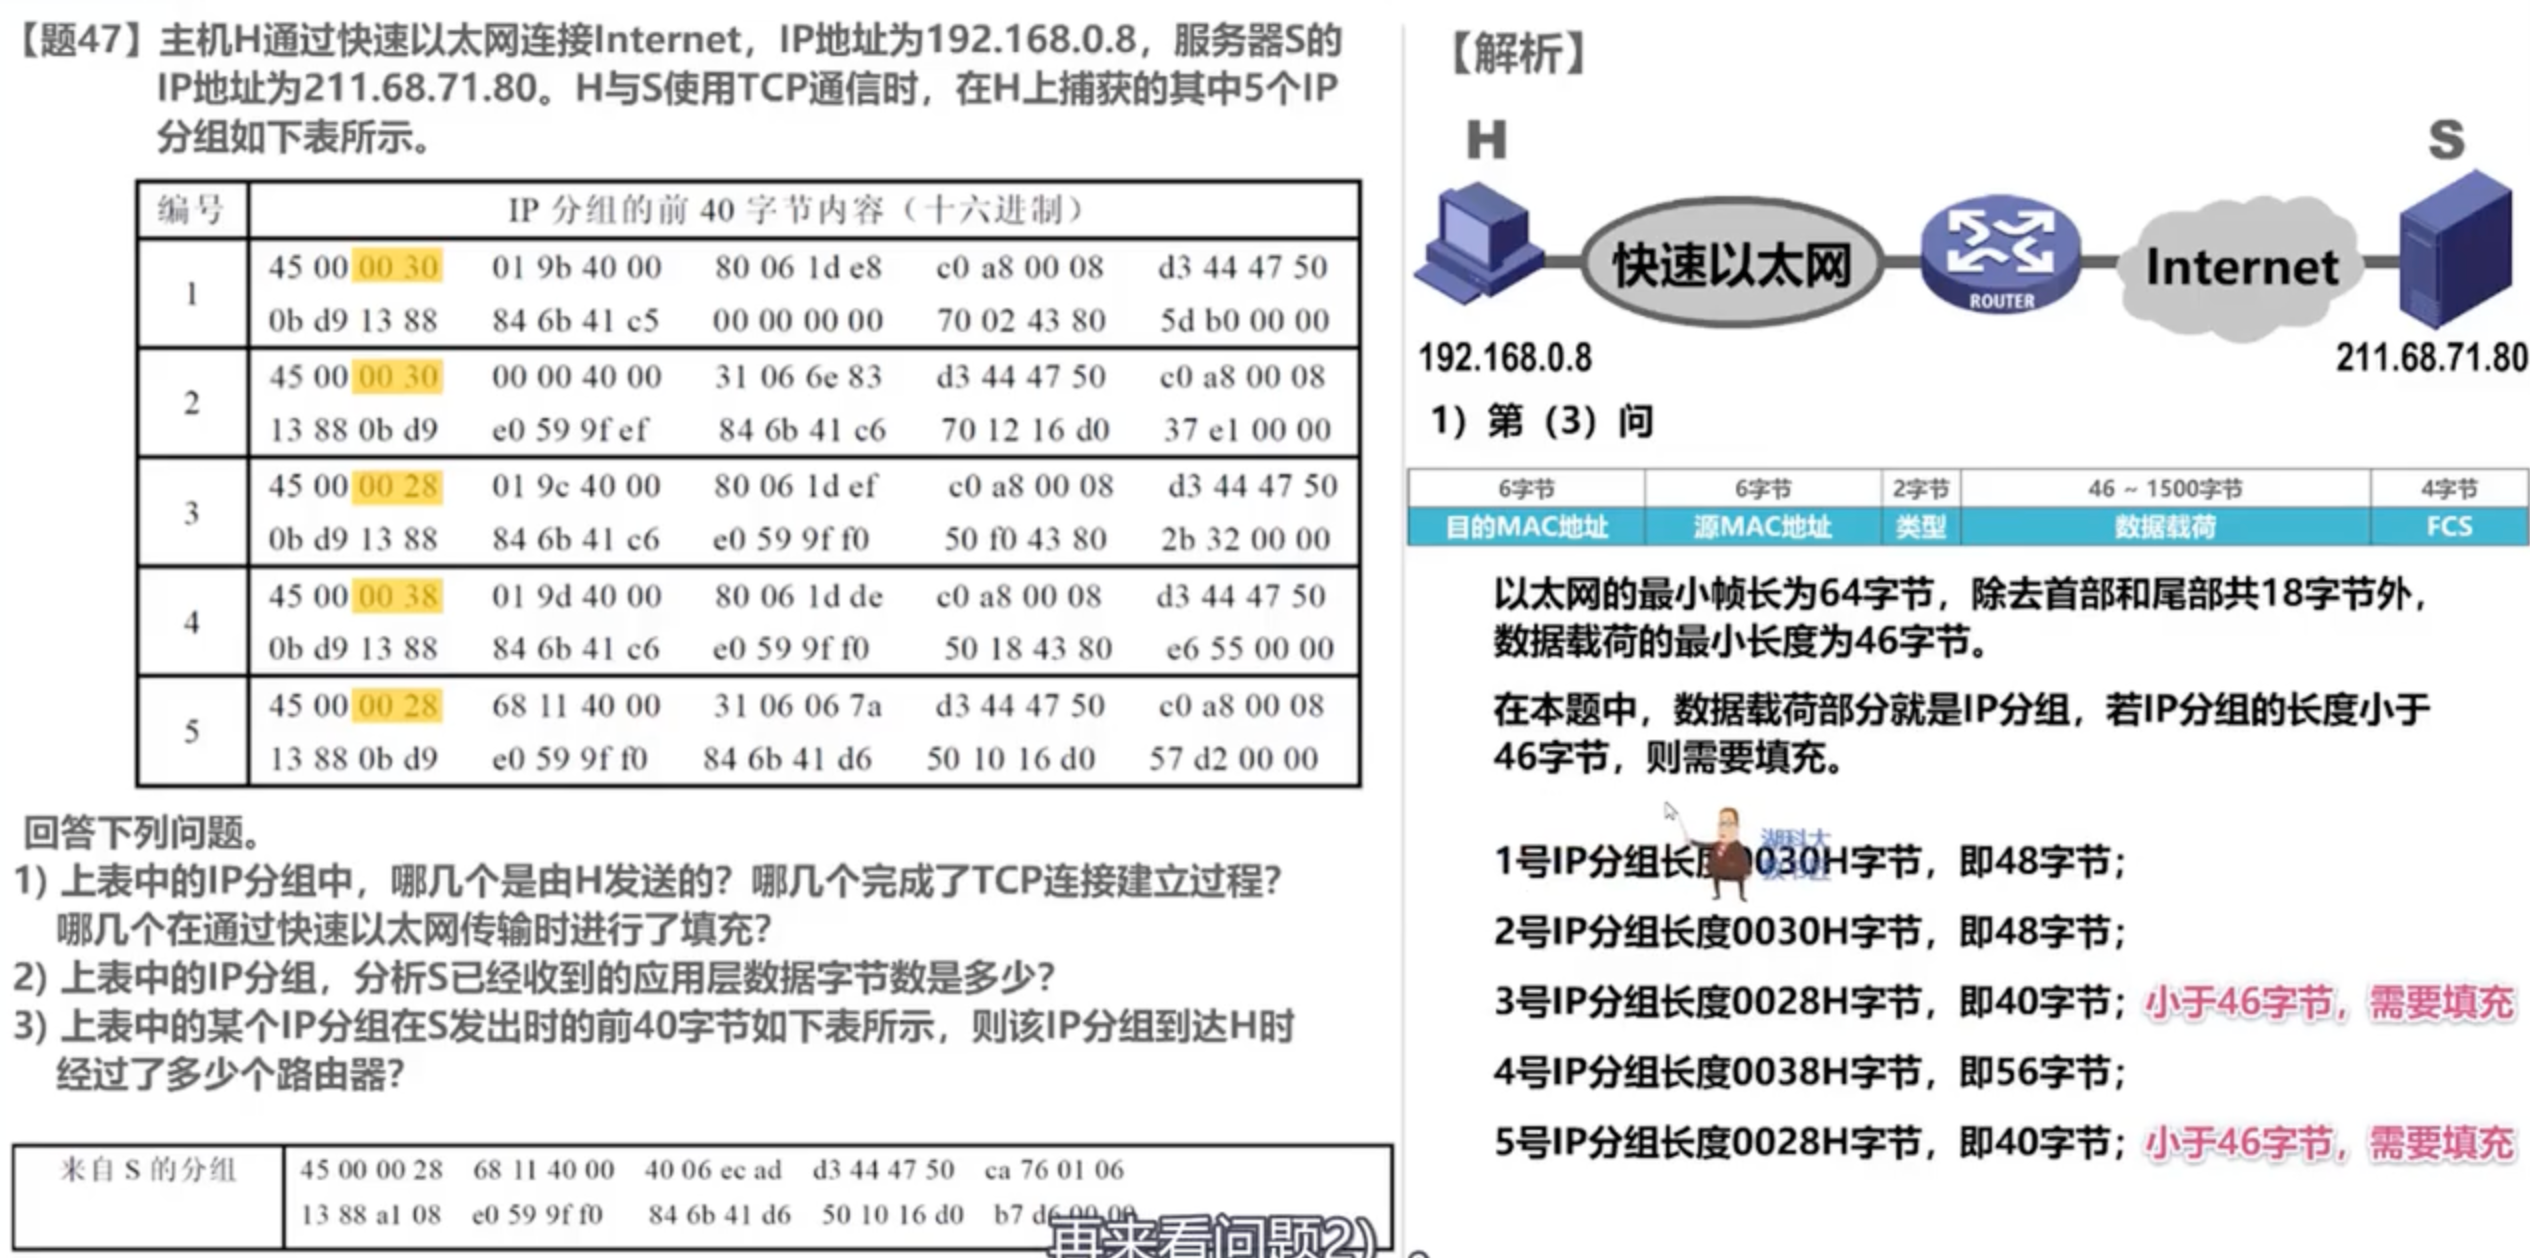 【题47】主机H通过快速以太网连接Internet，IP地址为192.168.0.8，服务器S的
IP地址为211.68.71.80。H与S使用TCP通信时，在H上捕获的其中5个IP
分组如下表所示。
编号 IP 分组的前 40 字节内容（十六进制）
1
45 00 00 30 01 9b 40 00 80 06 1d e8 c0 a8 00 08 d3 44 47 50
0b d9 13 88 84 6b 41 c5 00 00 00 00 70 02 43 80 5d b0 00 00
2
45 00 00 30 00 00 40 00 31 06 6e 83 d3 44 47 50 c0 a8 00 08
13 88 0b d9 e0 59 9f ef 84 6b 41 c6 70 12 16 d0 37 e1 00 00
3
45 00 00 28 01 9c 40 00 80 06 1d ef c0 a8 00 08 d3 44 47 50
0b d9 13 88 84 6b 41 c6 e0 59 9f f0 50 f0 43 80 2b 32 00 00
4
45 00 00 38 01 9d 40 00 80 06 1d de c0 a8 00 08 d3 44 47 50
0b d9 13 88 84 6b 41 c6 e0 59 9f f0 50 18 43 80 e6 55 00 00
5
45 00 00 28 68 11 40 00 31 06 06 7a d3 44 47 50 c0 a8 00 08
13 88 0b d9 e0 59 9f f0 84 6b 41 d6 50 10 16 d0 57 d2 00 00
回答下列问题。
1) 上表中的IP分组中，哪几个是由H发送的？哪几个完成了TCP连接建立过程？
哪几个在通过快速以太网传输时进行了填充？
2) 上表中的IP分组，分析S已经收到的应用层数据字节数是多少？
3) 上表中的某个IP分组在S发出时的前40字节如下表所示，则该IP分组到达H时
经过了多少个路由器？
来自 S 的分组
45 00 00 28 68 11 40 00 40 06 ec ad d3 44 47 50 ca 76 01 06
13 88 a1 08 e0 59 9f f0 84 6b 41 d6 50 10 16 d0 b7 d6 00 00
【解析】
H S
快速以太网 ROUTER Internet
192.168.0.8 211.68.71.80
1）第（3）问
6字节 6字节 2字节 46 ~ 1500字节 4字节
目的MAC地址 源MAC地址 类型 数据载荷 FCS
以太网的最小帧长为64字节，除去首部和尾部共18字节外，
数据载荷的最小长度为46字节。
在本题中，数据载荷部分就是IP分组，若IP分组的长度小于
46字节，则需要填充。
湖科大
1号IP分组长度0030H字节，即48字节；
2号IP分组长度0030H字节，即48字节；
3号IP分组长度0028H字节，即40字节；小于46字节，需要填充
4号IP分组长度0038H字节，即56字节；
5号IP分组长度0028H字节，即40字节；小于46字节，需要填充
再来看问题2）。